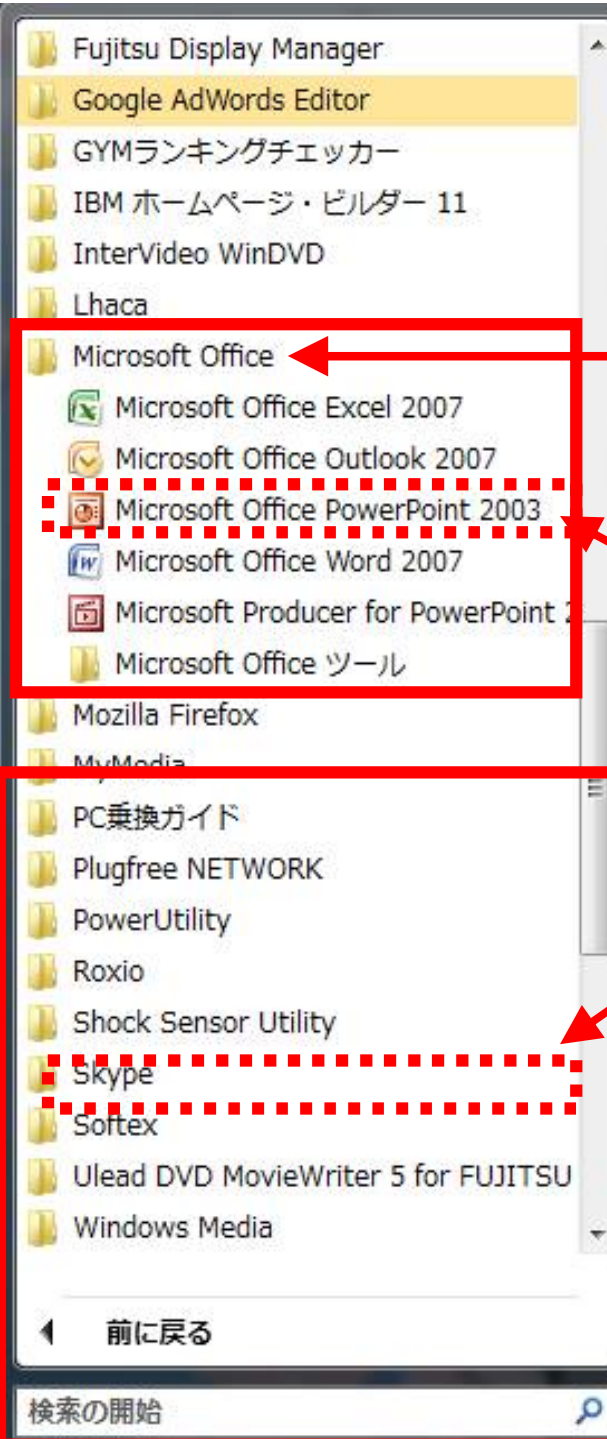 Fujitsu Display Manager
Google AdWords Editor
GYMランキングチェッカー
IBM ホームページ・ビルダー 11
InterVideo WinDVD
Lhaca
Microsoft Office
Microsoft Office Excel 2007
Microsoft Office Outlook 2007
Microsoft Office PowerPoint 2003
Microsoft Office Word 2007
Microsoft Producer for PowerPoint 2
Microsoft Office ツール
Mozilla Firefox
MyMedia
PC乗換ガイド
Plugfree NETWORK
PowerUtility
Roxio
Shock Sensor Utility
Skype
Softex
Ulead DVD MovieWriter 5 for FUJITSU
Windows Media
前に戻る
検索の開始